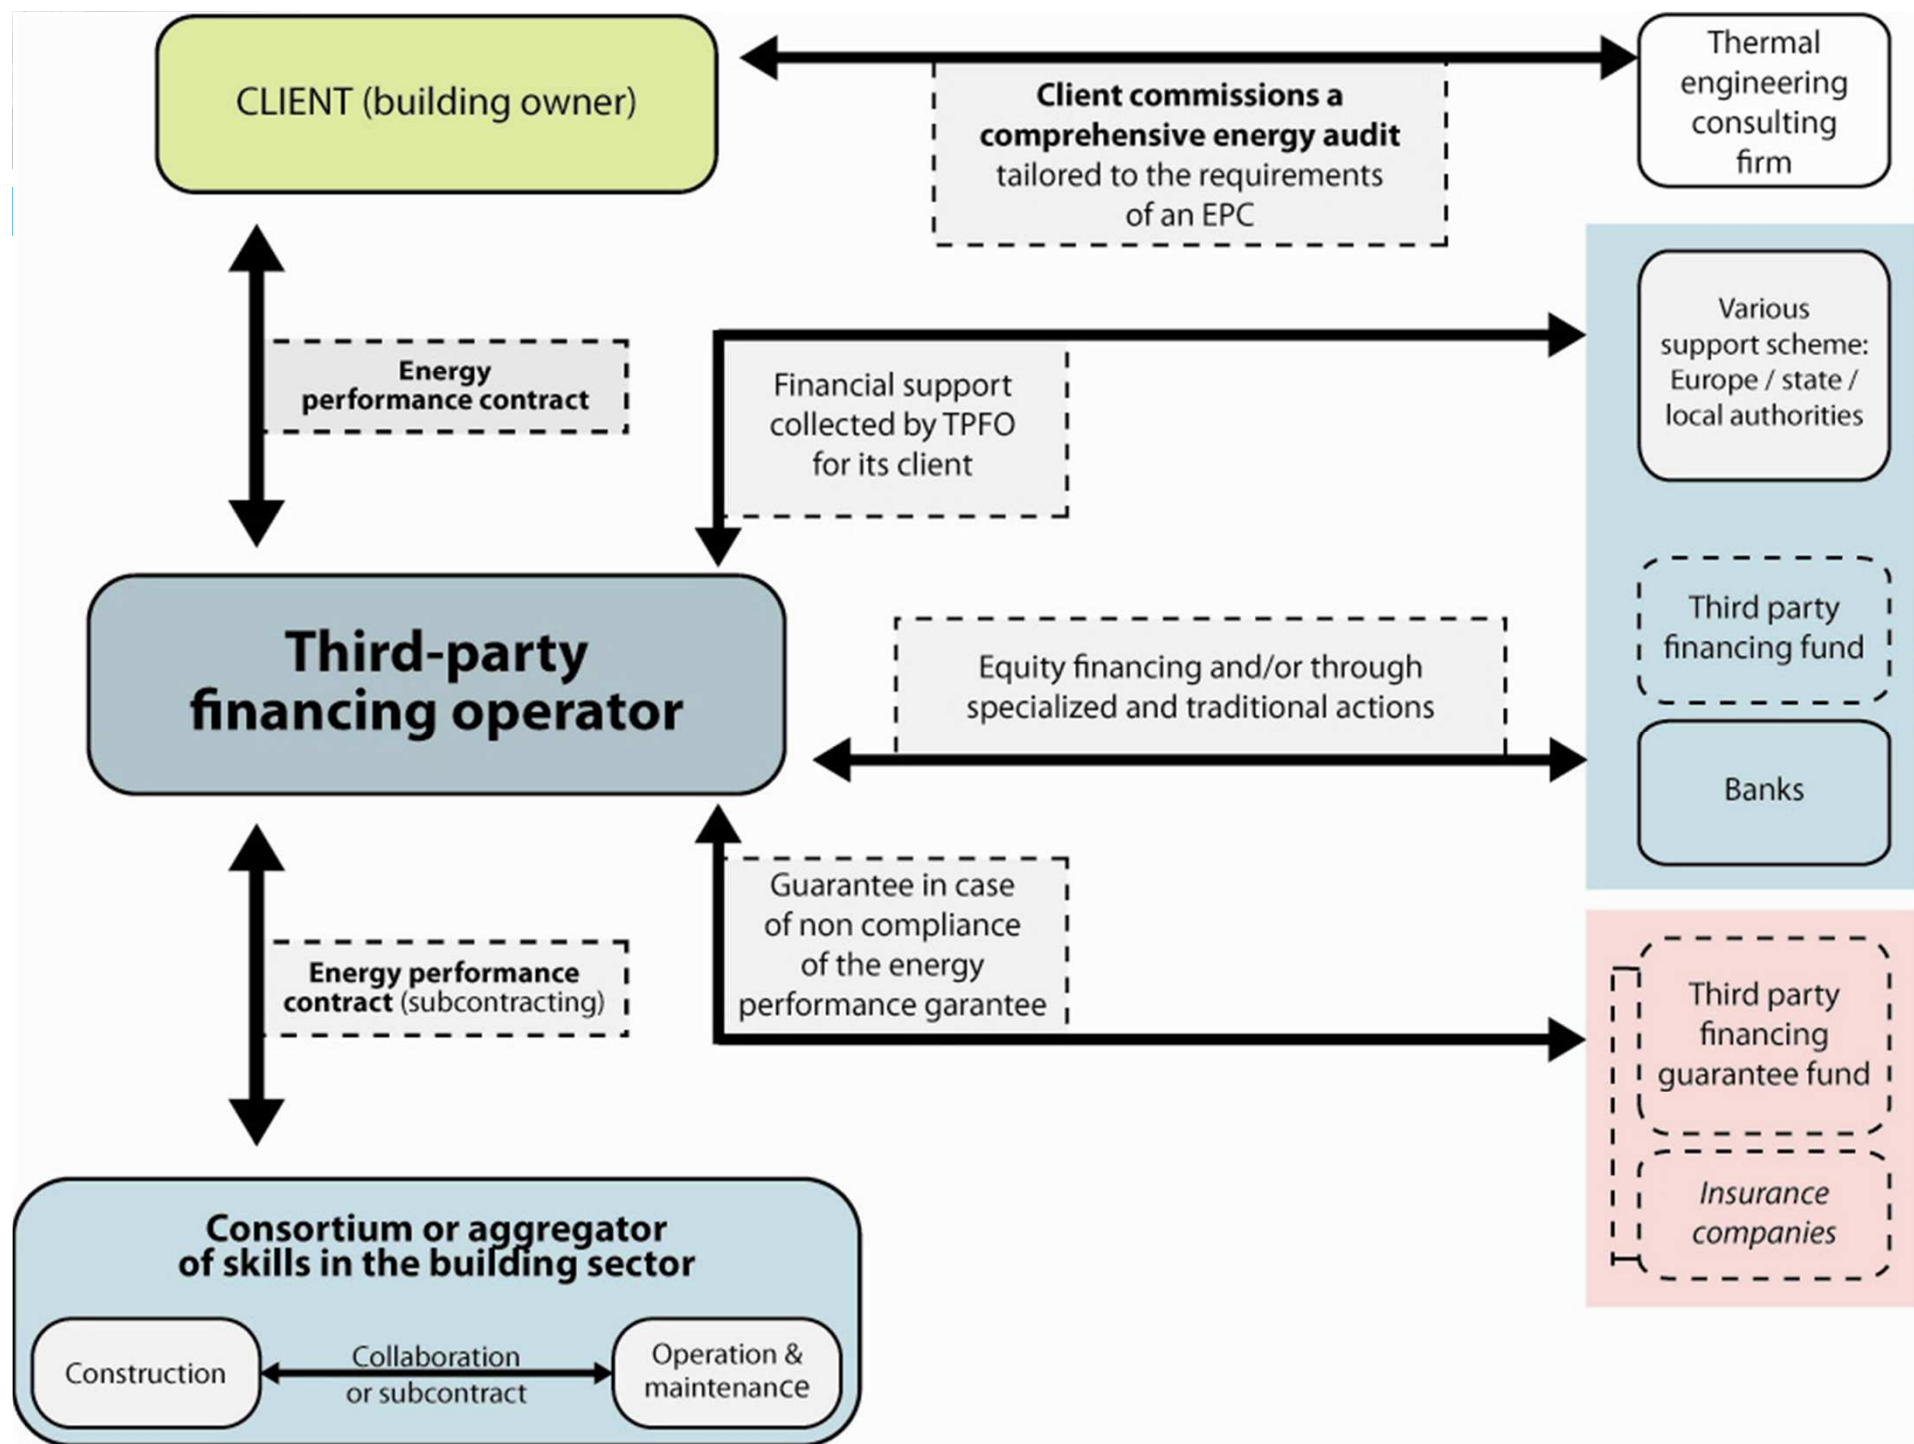 CLIENT (building owner)
Client commissions a
comprehensive energy audit
tailored to the requirements
of an EPC
Thermal
engineering
consulting
firm
Energy
performance contract
Financial support
collected by TPFO
for its client
Various
support scheme:
Europe / state /
local authorities
Third-party
financing operator
Equity financing and/or through
specialized and traditional actions
Third party
financing fund
Banks
Energy performance
contract (subcontracting)
Guarantee in case
of non compliance
of the energy
performance garantee
Third party
financing
guarantee fund
Insurance
companies
Consortium or aggregator
of skills in the building sector
Construction
Collaboration
or subcontract
Operation &
maintenance